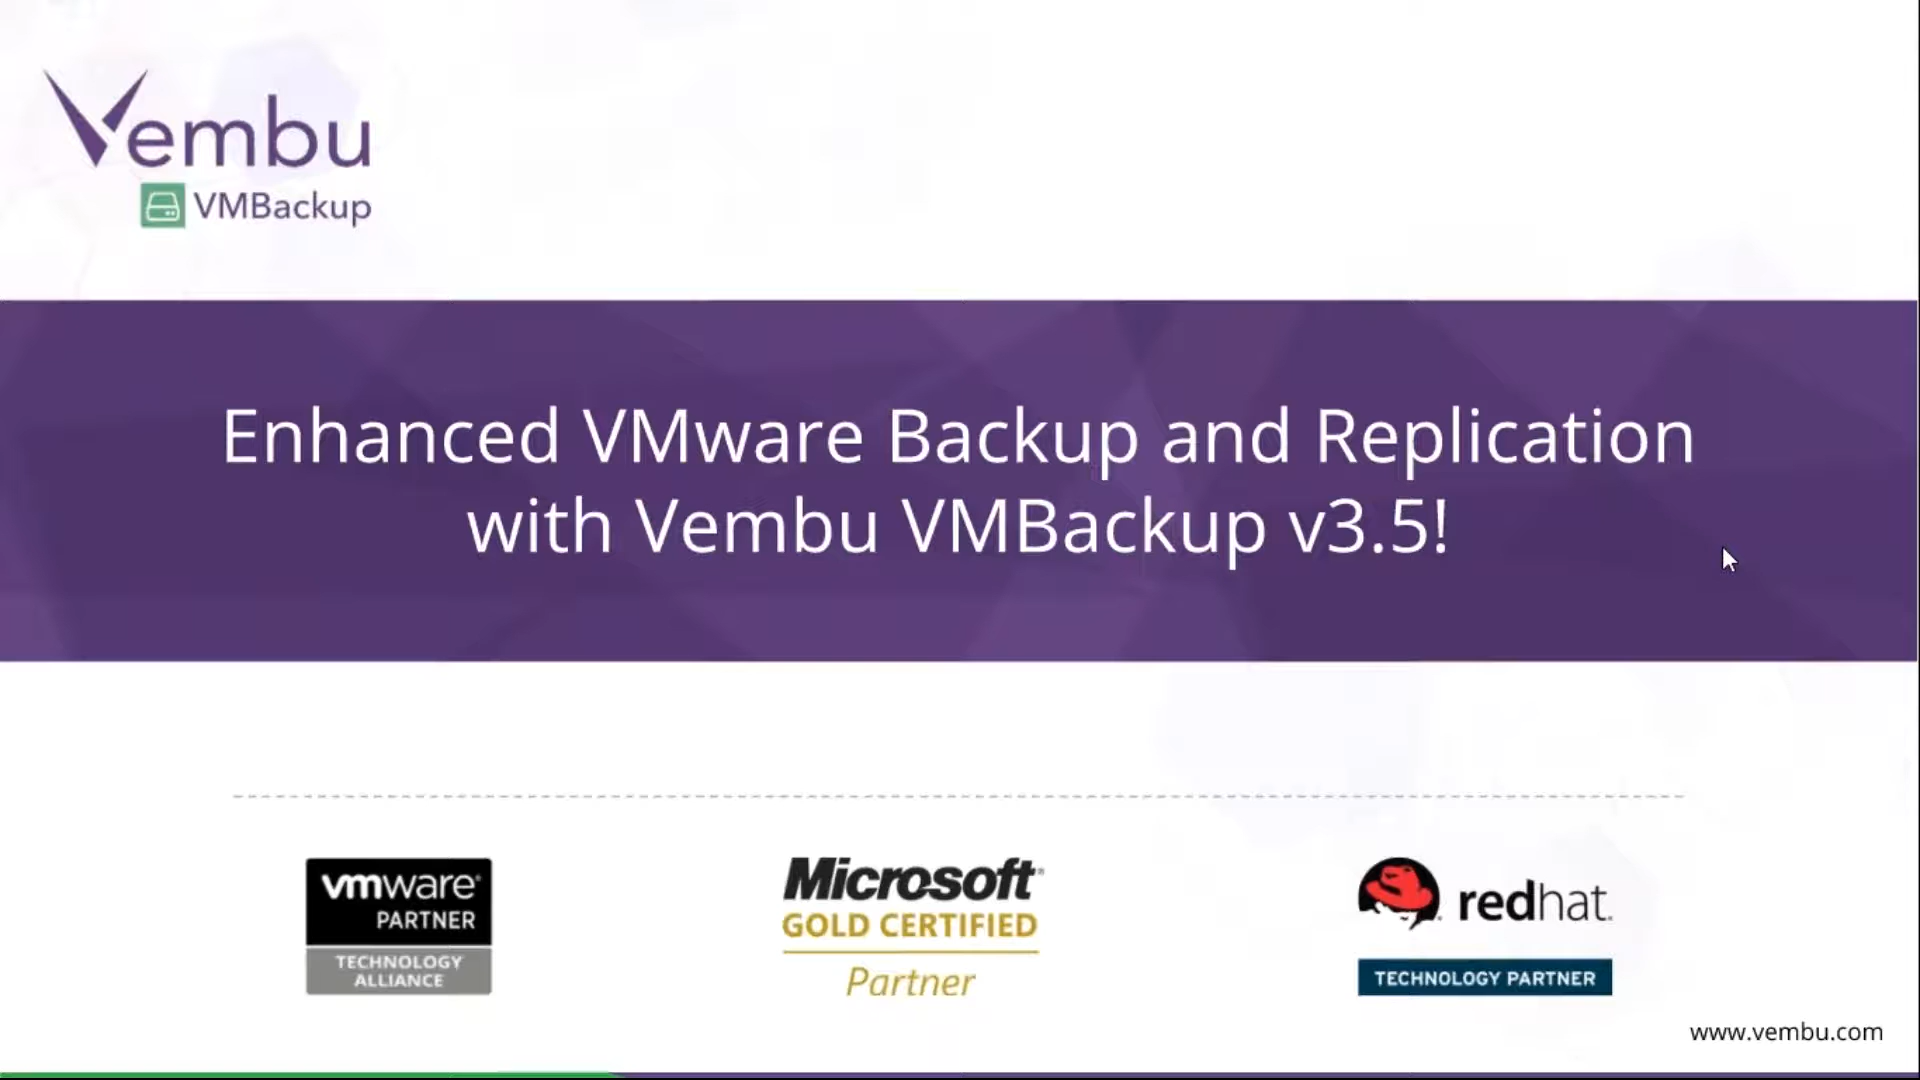 Vembu
VMBackup
Enhanced VMware Backup and Replication
with Vembu VMBackup v3.5!
vmware®
PARTNER
TECHNOLOGY
ALLIANCE
Microsoft®
GOLD CERTIFIED
Partner
redhat.
TECHNOLOGY PARTNER
www.vembu.com